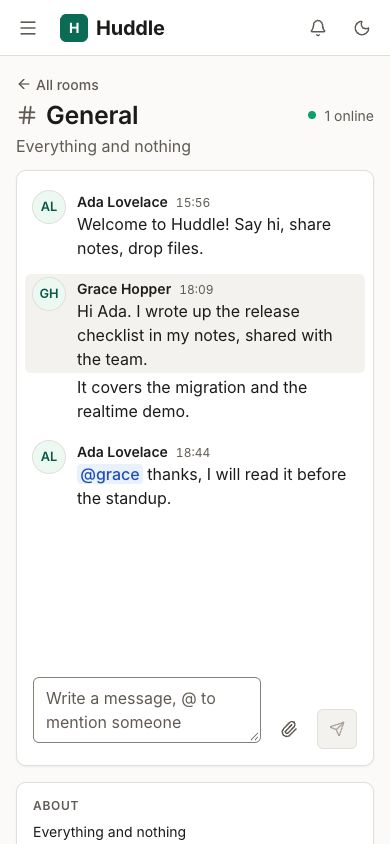 H Huddle
← All rooms
# General
1 online
Everything and nothing
AL
Ada Lovelace 15:56
Welcome to Huddle! Say hi, share
notes, drop files.
GH
Grace Hopper 18:09
Hi Ada. I wrote up the release
checklist in my notes, shared with
the team.
It covers the migration and the
realtime demo.
AL
Ada Lovelace 18:44
@grace thanks, I will read it before
the standup.
Write a message, @ to
mention someone
ABOUT
Everything and nothing